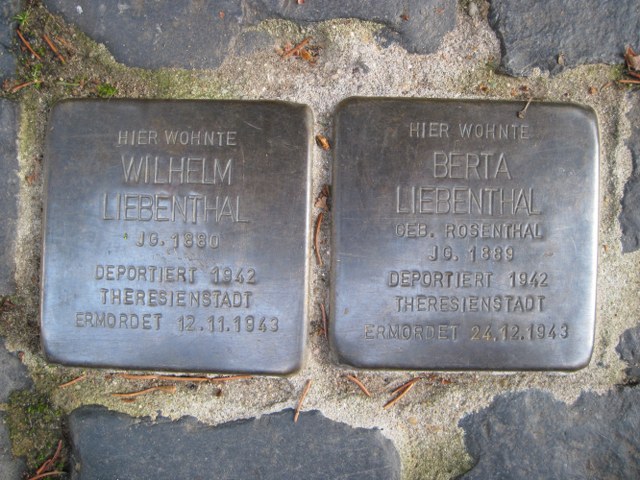 HIER WOHNTE
WILHELM
LIEBENTHAL
JG. 1880
DEPORTIERT 1942
THERESIENSTADT
ERMORDET 12.11.1943
HIER WOHNTE
BERTA
LIEBENTHAL
GEB. ROSENTHAL
JG. 1889
DEPORTIERT 1942
THERESIENSTADT
ERMORDET 24.12.1943